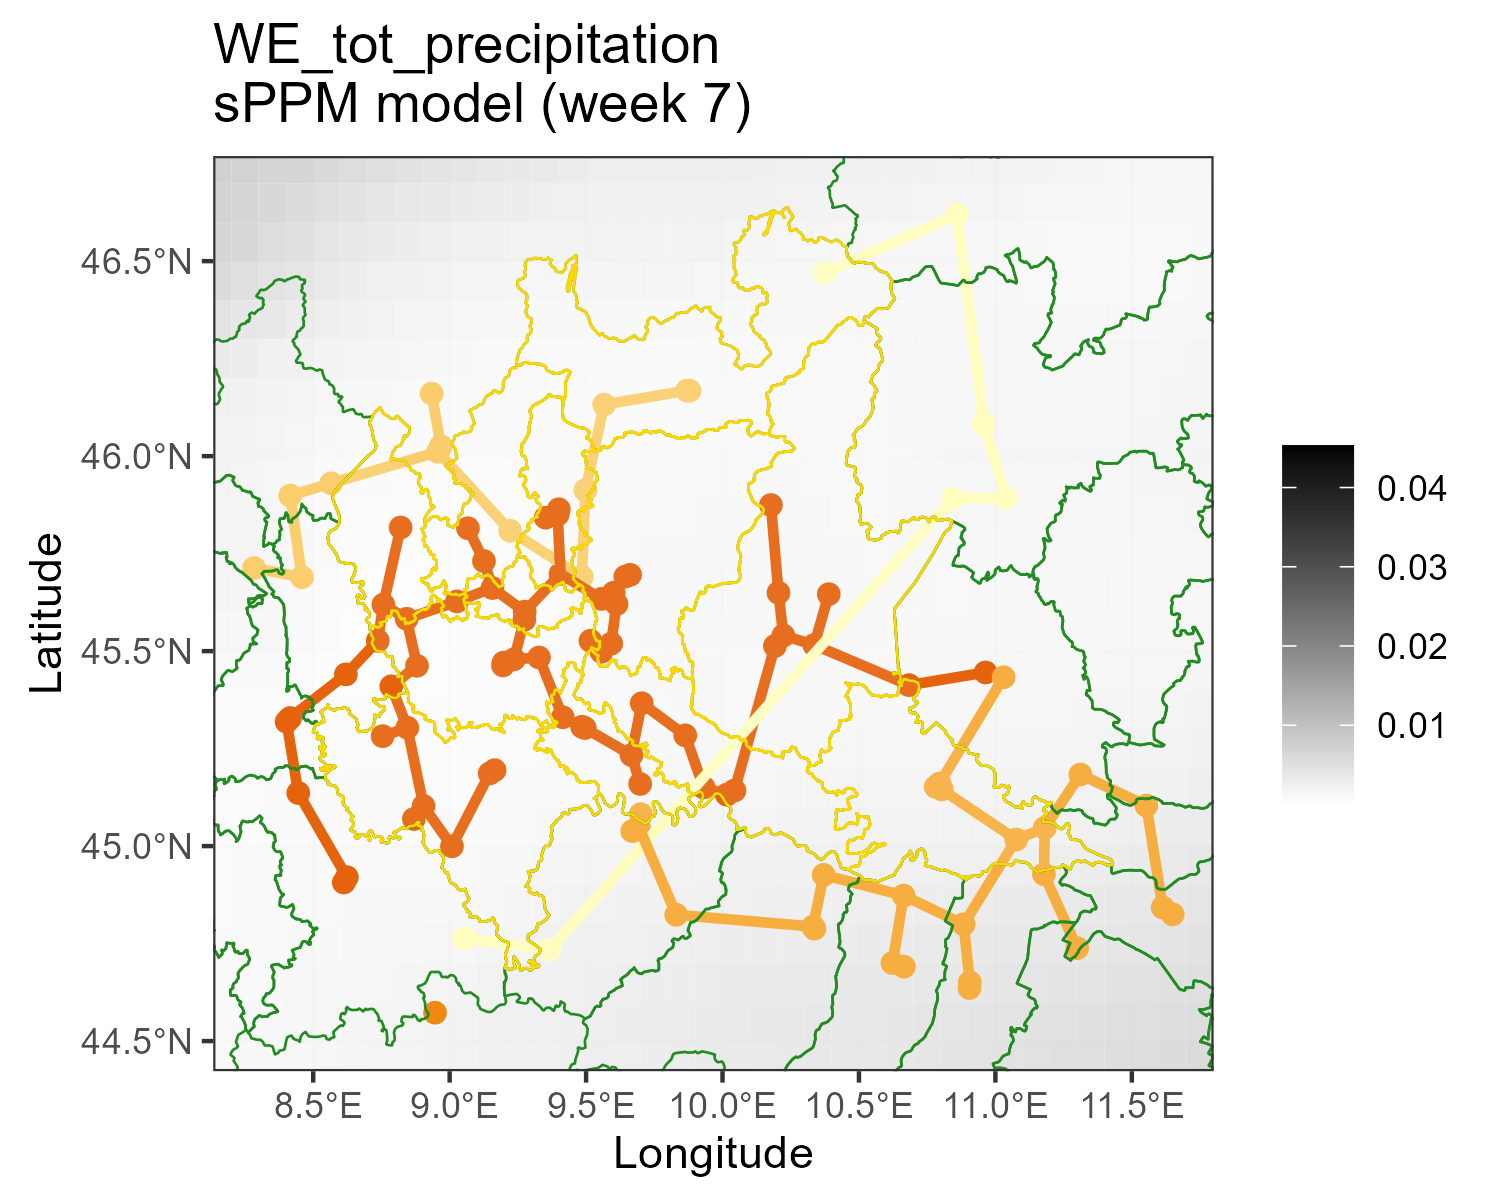 WE_tot_precipitation
sPPM model (week 7)
46.5°N
46.0°N
45.5°N
45.0°N
44.5°N
Latitude
8.5°E 9.0°E 9.5°E 10.0°E 10.5°E 11.0°E 11.5°E
Longitude
0.04
0.03
0.02
0.01